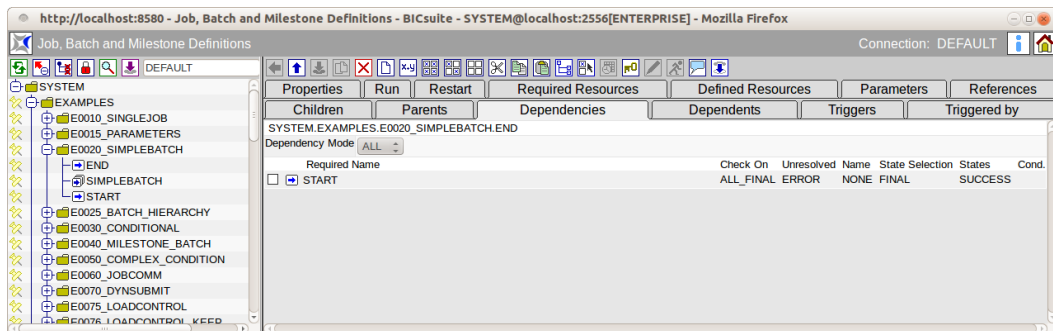 http://localhost:8580 - Job, Batch and Milestone Definitions - BICsuite - SYSTEM@localhost:2556[ENTERPRISE] - Mozilla Firefox
Job, Batch and Milestone Definitions
Connection: DEFAULT
DEFAULT
SYSTEM
EXAMPLES
E0010_SINGLEJOB
E0015_PARAMETERS
E0020_SIMPLEBATCH
END
SIMPLEBATCH
START
E0025_BATCH_HIERARCHY
E0030_CONDITIONAL
E0040_MILESTONE_BATCH
E0050_COMPLEX_CONDITION
E0060_JOBCOMM
E0070_DYNSUBMIT
E0075_LOADCONTROL
E0076_LOADCONTROL_KEEP
Properties Run Restart Required Resources Defined Resources Parameters References
Children Parents Dependencies Dependents Triggers Triggered by
SYSTEM.EXAMPLES.E0020_SIMPLEBATCH.END
Dependency Mode ALL
Required Name Check On Unresolved Name State Selection States Cond.
START ALL_FINAL ERROR NONE FINAL SUCCESS